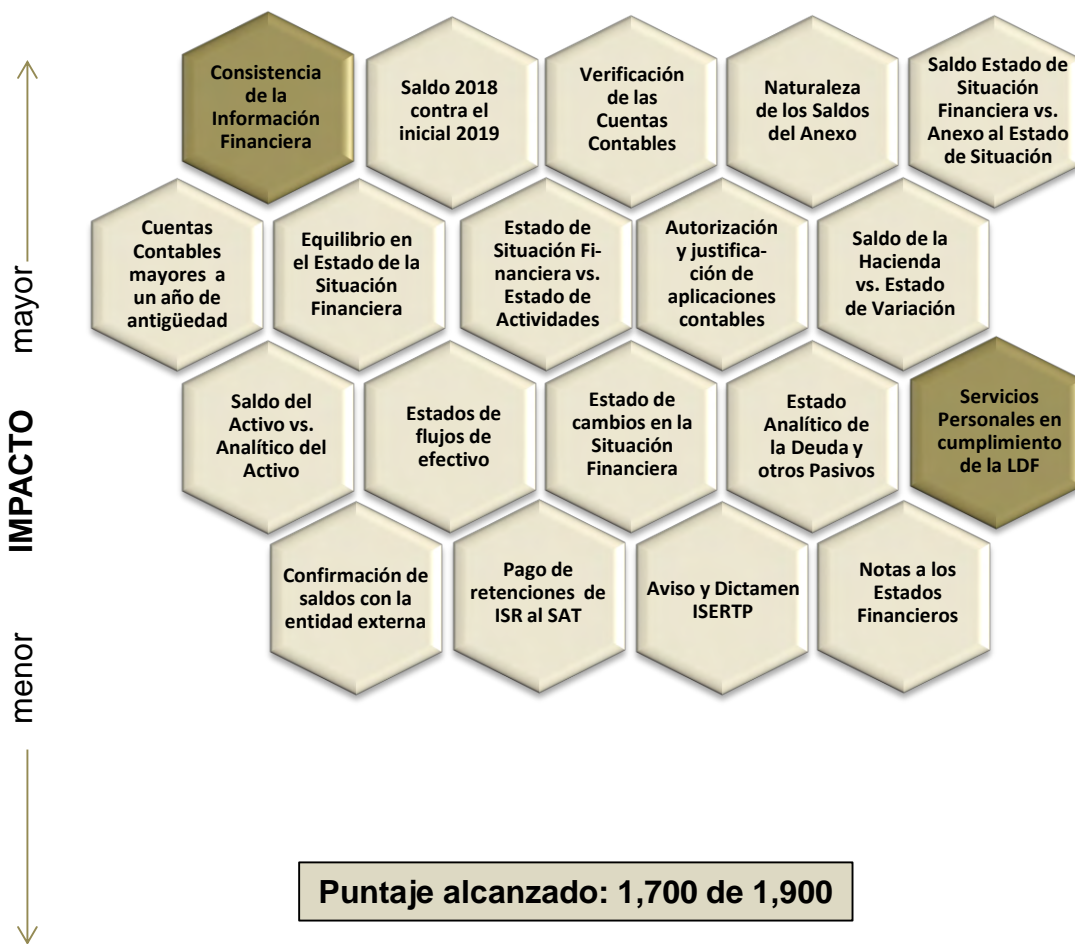 Consistencia
de la
Información
Financiera
Saldo 2018
contra el
inicial 2019
Verificación
de las
Cuentas
Contables
Naturaleza
de los Saldos
del Anexo
Saldo Estado de
Situación
Financiera vs.
Anexo al Estado
de Situación
Cuentas
Contables
mayores a
un año de
antigüedad
Equilibrio en
el Estado de la
Situación
Financiera
Estado de
Situación Fi-
nanciera vs.
Estado de
Actividades
Autorización
y justifica-
ción de
aplicaciones
contables
Saldo de la
Hacienda
vs. Estado
de Variación
Saldo del
Activo vs.
Analítico del
Activo
Estados de
flujos de
efectivo
Estado de
cambios en la
Situación
Financiera
Estado
Analítico de
la Deuda y
otros Pasivos
Servicios
Personales en
cumplimiento
de la LDF
Confirmación de
saldos con la
entidad externa
Pago de
retenciones de
ISR al SAT
Aviso y Dictamen
ISERTP
Notas a los
Estados
Financieros
mayor
IMPACTO
menor
Puntaje alcanzado: 1,700 de 1,900